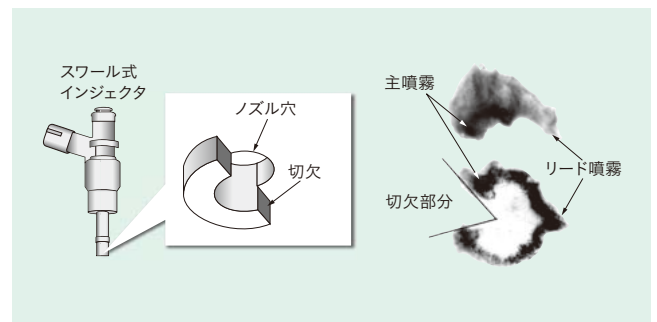 スワール式
インジェクタ
ノズル穴
切欠
主噴霧
リード噴霧
切欠部分